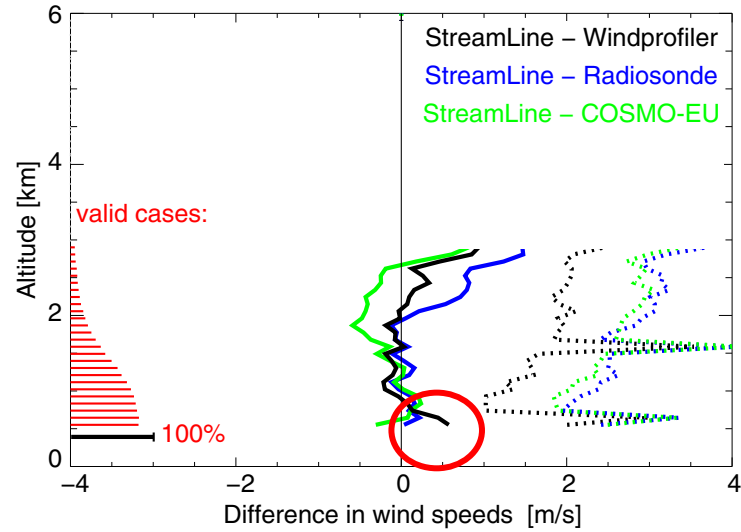 6
StreamLine – Windprofiler
StreamLine – Radiosonde
StreamLine – COSMO-EU
4
Altitude [km]
valid cases:
2
100%
0
−4 −2 0 2 4
Difference in wind speeds [m/s]